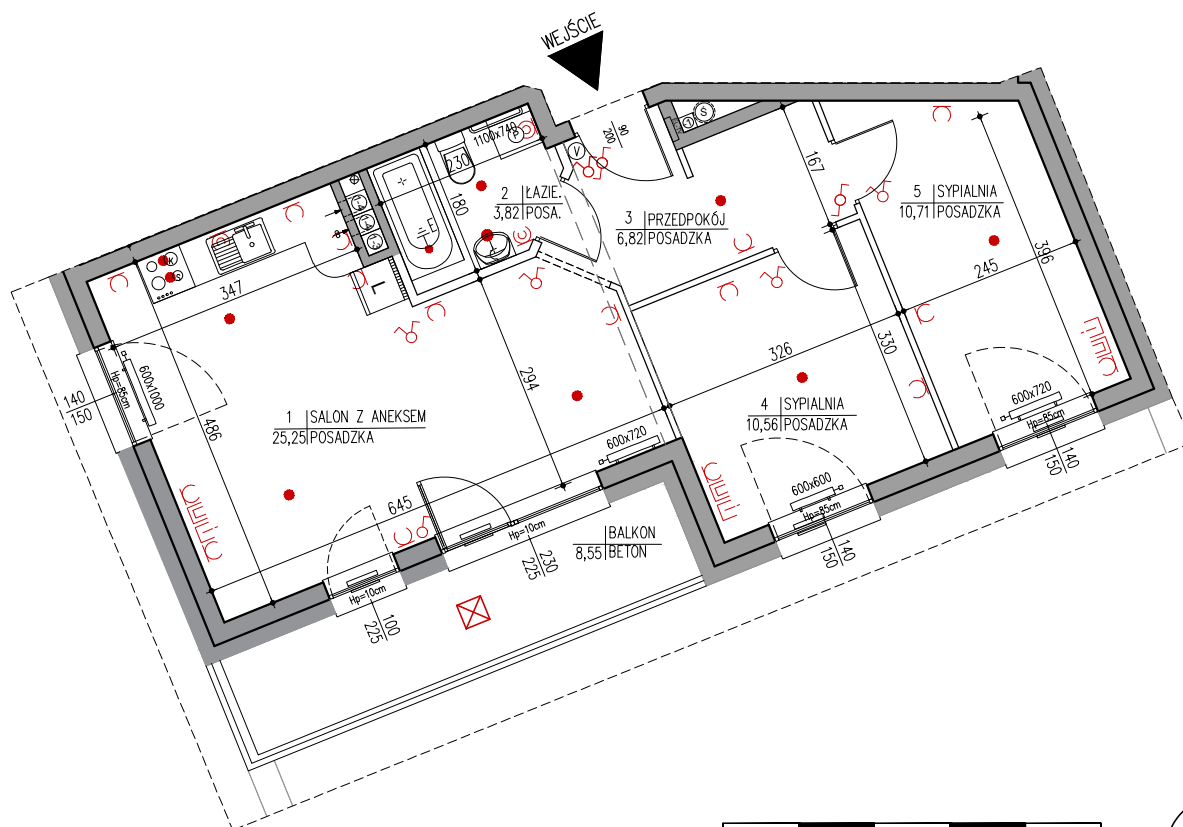 WEJŚCIE
1100x740
P
230
V
90
200
Ś
1
167
180
2 ŁAZIE.
3,82 POSA.
3 PRZEDPOKÓJ
6,82 POSADZKA
5 SYPIALNIA
10,71 POSADZKA
396
245
347
L
294
326
330
140
150
Hp=85cm
600x1000
486
1 SALON Z ANEKSEM
25,25 POSADZKA
4 SYPIALNIA
10,56 POSADZKA
600x720
600x720
Hp=85cm
140
150
645
600x600
Hp=85cm
140
150
Hp=10cm
230
225
BALKON
8,55 BETON
Hp=10cm
100
225